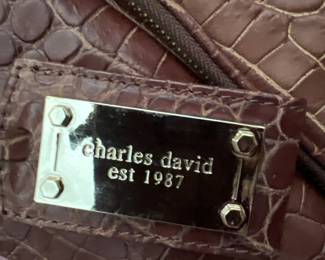 charles david
est 1987